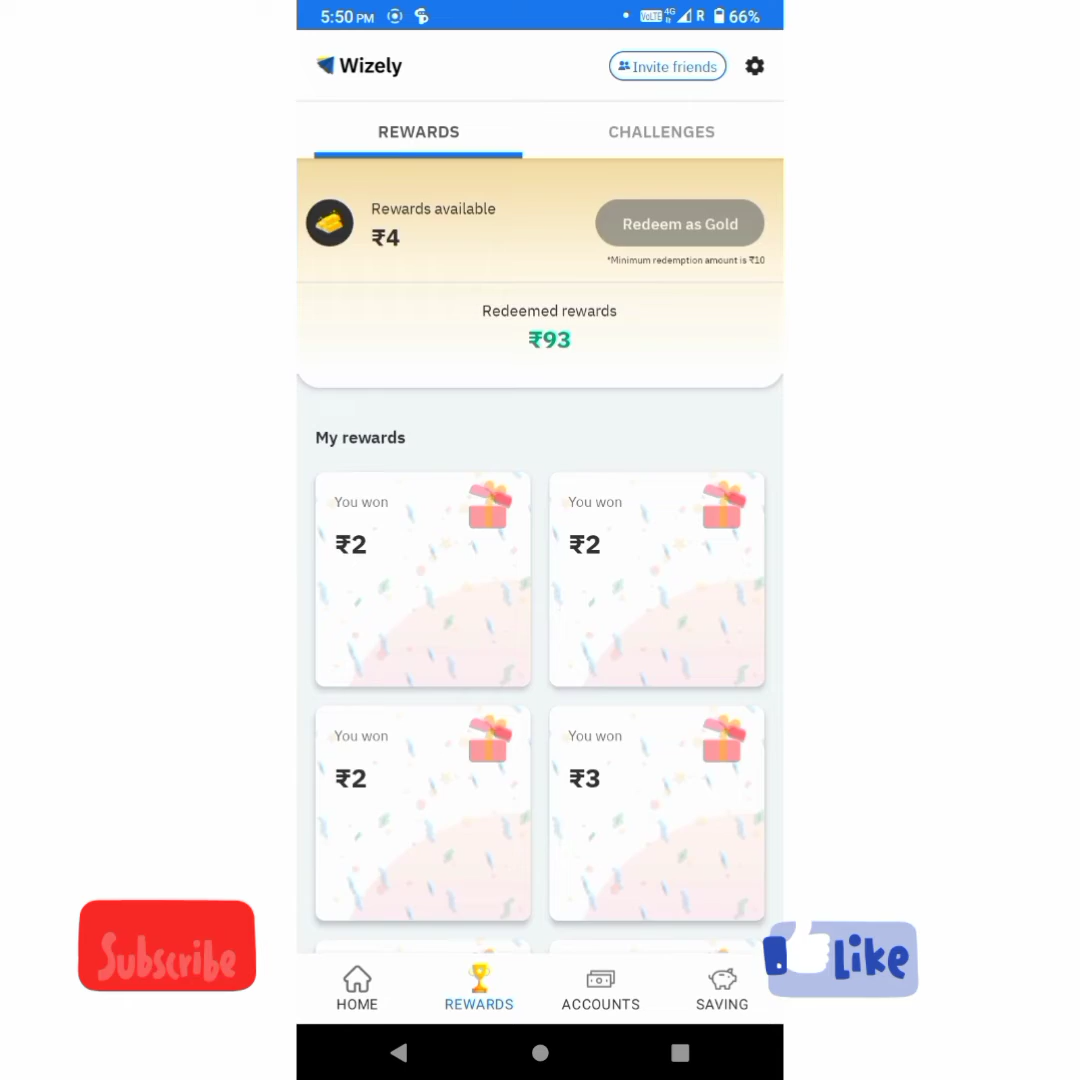 5:50 PM VoLTE 4G R 66%
Wizely Invite friends
REWARDS CHALLENGES
Rewards available
₹4
Redeem as Gold
*Minimum redemption amount is ₹10
Redeemed rewards
₹93
My rewards
You won You won
₹2 ₹2
You won You won
₹2 ₹3
Subscribe Like
HOME REWARDS ACCOUNTS SAVING